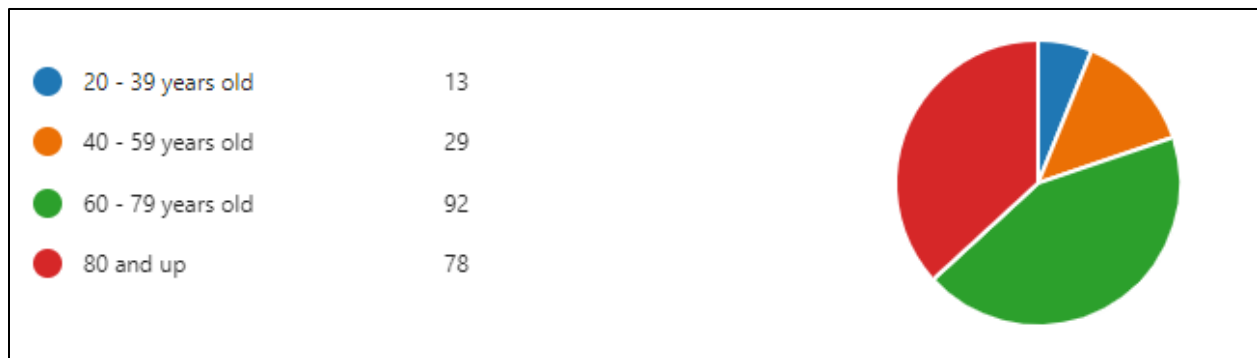 20 - 39 years old 13
40 - 59 years old 29
60 - 79 years old 92
80 and up 78